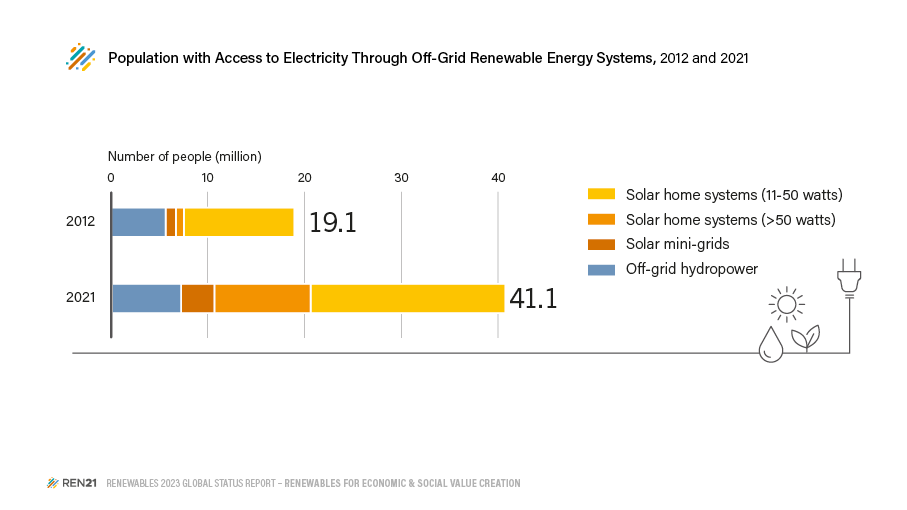 Population with Access to Electricity Through Off-Grid Renewable Energy Systems, 2012 and 2021
Number of people (million)
0 10 20 30 40
2012 19.1
2021 41.1
Solar home systems (11-50 watts)
Solar home systems (>50 watts)
Solar mini-grids
Off-grid hydropower
REN21 RENEWABLES 2023 GLOBAL STATUS REPORT – RENEWABLES FOR ECONOMIC & SOCIAL VALUE CREATION